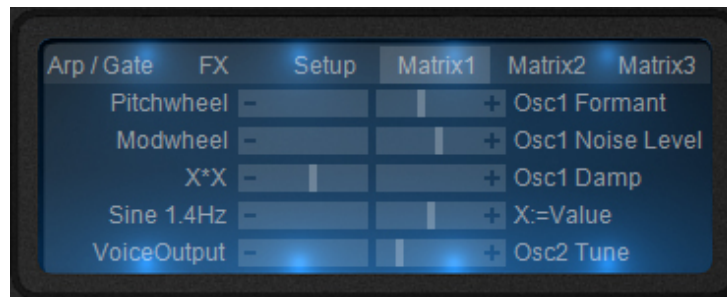 Arp / Gate FX Setup Matrix1 Matrix2 Matrix3
Pitchwheel - + Osc1 Formant
Modwheel - + Osc1 Noise Level
X*X - + Osc1 Damp
Sine 1.4Hz - + X:=Value
VoiceOutput - + Osc2 Tune